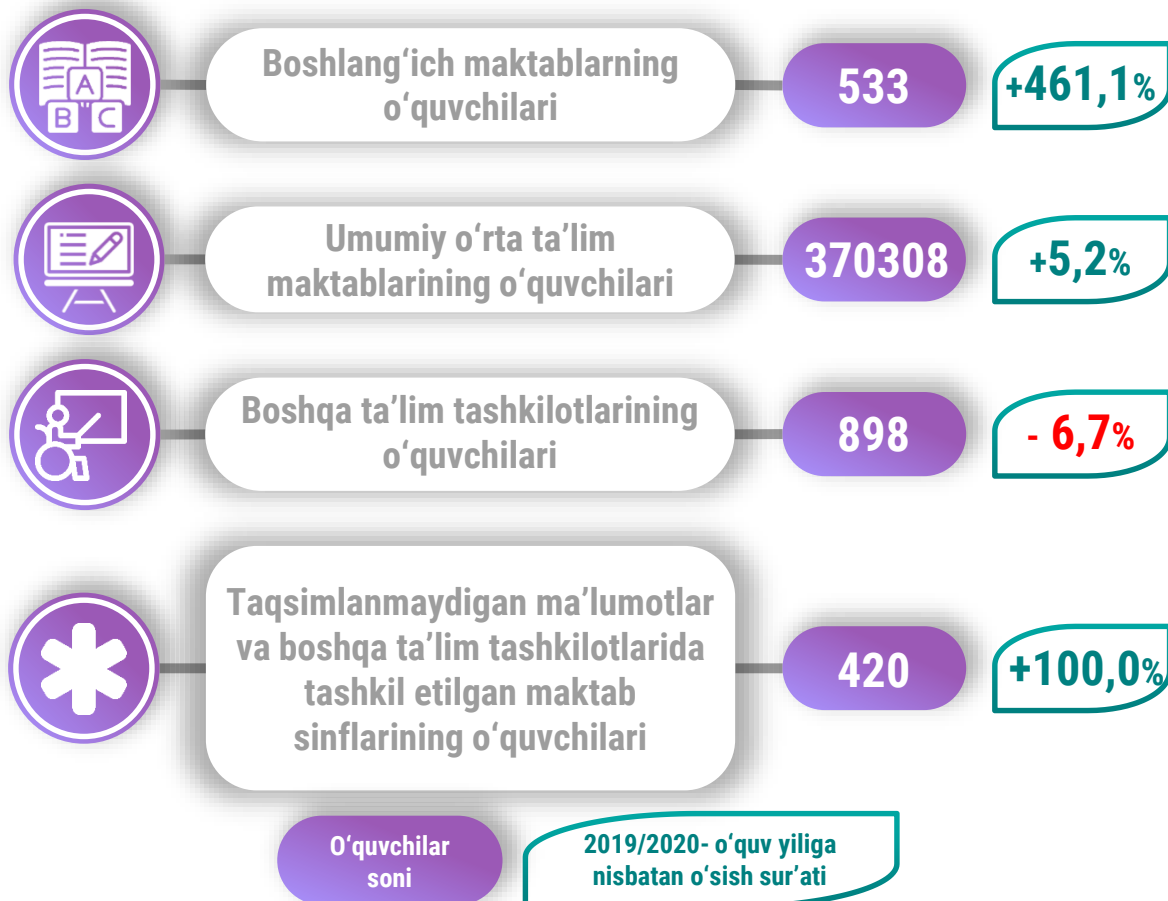 A
B C
Boshlang‘ich maktablarning
o‘quvchilari
533
+461,1%
Umumiy o‘rta ta’lim
maktablarining o‘quvchilari
370308
+5,2%
Boshqa ta’lim tashkilotlarining
o‘quvchilari
898
- 6,7%
Taqsimlanmaydigan ma’lumotlar
va boshqa ta’lim tashkilotlarida
tashkil etilgan maktab
sinflarining o‘quvchilari
420
+100,0%
O‘quvchilar
soni
2019/2020- o‘quv yiliga
nisbatan o‘sish sur’ati